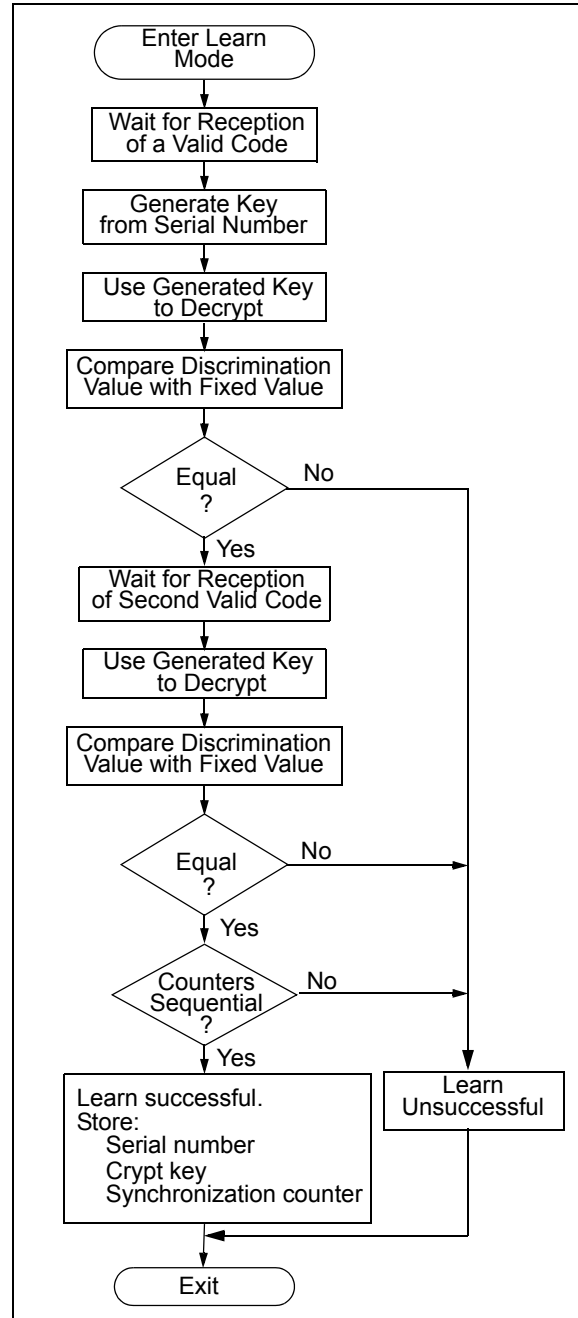 Enter Learn
Mode
Wait for Reception
of a Valid Code
Generate Key
from Serial Number
Use Generated Key
to Decrypt
Compare Discrimination
Value with Fixed Value
Equal
?
No
Yes
Wait for Reception
of Second Valid Code
Use Generated Key
to Decrypt
Compare Discrimination
Value with Fixed Value
Equal
?
No
Yes
Counters
Sequential
?
No
Yes
Learn successful.
Store:
Serial number
Crypt key
Synchronization counter
Learn
Unsuccessful
Exit